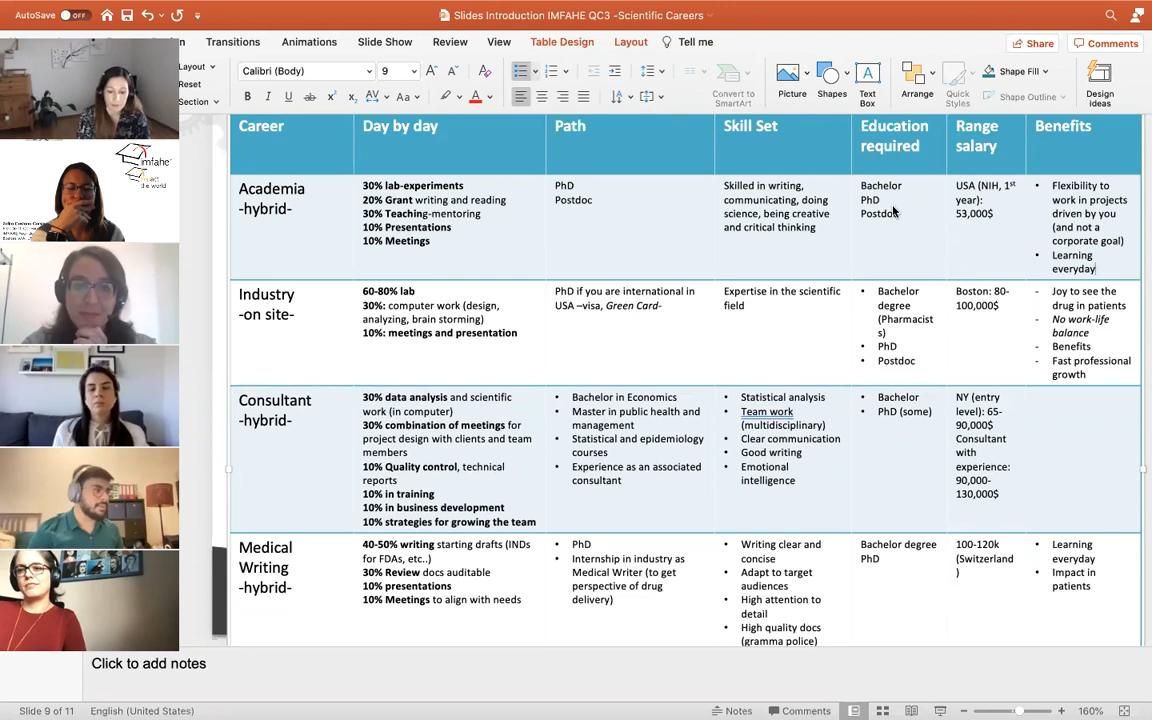 AutoSave OFF
Slides Introduction IMFAHE QC3 -Scientific Careers
Transitions Animations Slide Show Review View Table Design Layout Tell me
Share Comments
Layout
Reset
Section
Calibri (Body) 9
B I U ab x² x₂ AV Aa A
Convert to SmartArt
Picture
Shapes
Text Box
Arrange
Quick Styles
Shape Fill
Shape Outline
Design Ideas
imfahe
impact
the world
Career Day by day Path Skill Set Education required Range salary Benefits
Academia
-hybrid-
30% lab-experiments
20% Grant writing and reading
30% Teaching-mentoring
10% Presentations
10% Meetings
PhD
Postdoc
Skilled in writing,
communicating, doing
science, being creative
and critical thinking
Bachelor
PhD
Postdoc
USA (NIH, 1st
year):
53,000$
• Flexibility to
work in projects
driven by you
(and not a
corporate goal)
• Learning
everyday
Industry
-on site-
60-80% lab
30%: computer work (design,
analyzing, brain storming)
10%: meetings and presentation
PhD if you are international in
USA –visa, Green Card-
Expertise in the scientific
field
• Bachelor
degree
(Pharmacist
s)
• PhD
• Postdoc
Boston: 80-
100,000$
- Joy to see the
drug in patients
- No work-life
balance
- Benefits
- Fast professional
growth
Consultant
-hybrid-
30% data analysis and scientific
work (in computer)
30% combination of meetings for
project design with clients and team
members
10% Quality control, technical
reports
10% in training
10% in business development
10% strategies for growing the team
• Bachelor in Economics
• Master in public health and
management
• Statistical and epidemiology
courses
• Experience as an associated
consultant
• Statistical analysis
• Team work
(multidisciplinary)
• Clear communication
• Good writing
• Emotional
intelligence
• Bachelor
• PhD (some)
NY (entry
level): 65-
90,000$
Consultant
with
experience:
90,000-
130,000$
Medical
Writing
-hybrid-
40-50% writing starting drafts (INDs
for FDAs, etc..)
30% Review docs auditable
10% presentations
10% Meetings to align with needs
• PhD
• Internship in industry as
Medical Writer (to get
perspective of drug
delivery)
• Writing clear and
concise
• Adapt to target
audiences
• High attention to
detail
• High quality docs
(gramma police)
Bachelor degree
PhD
100-120k
(Switzerland
)
• Learning
everyday
• Impact in
patients
Click to add notes
Slide 9 of 11 English (United States) Notes Comments 160%